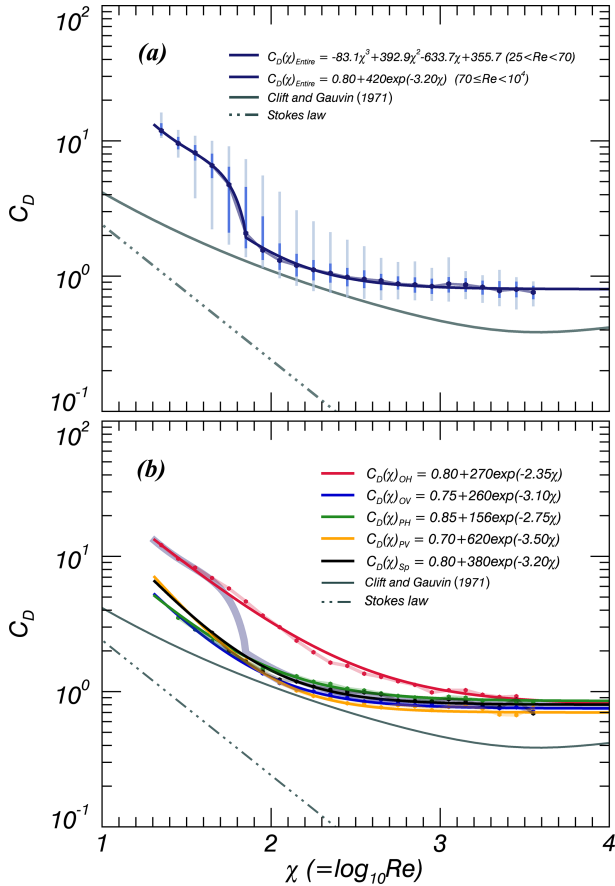 10²
(a)
C_D(χ)_Entire = -83.1χ³+392.9χ²-633.7χ+355.7 (25<Re<70)
C_D(χ)_Entire = 0.80+420exp(-3.20χ) (70≤Re<10⁴)
Clift and Gauvin (1971)
Stokes law
10¹
C_D
10⁰
10⁻¹
10²
(b)
C_D(χ)_OH = 0.80+270exp(-2.35χ)
C_D(χ)_OV = 0.75+260exp(-3.10χ)
C_D(χ)_PH = 0.85+156exp(-2.75χ)
C_D(χ)_PV = 0.70+620exp(-3.50χ)
C_D(χ)_Sp = 0.80+380exp(-3.20χ)
Clift and Gauvin (1971)
Stokes law
10¹
C_D
10⁰
10⁻¹
1 2 3 4
χ (=log₁₀Re)